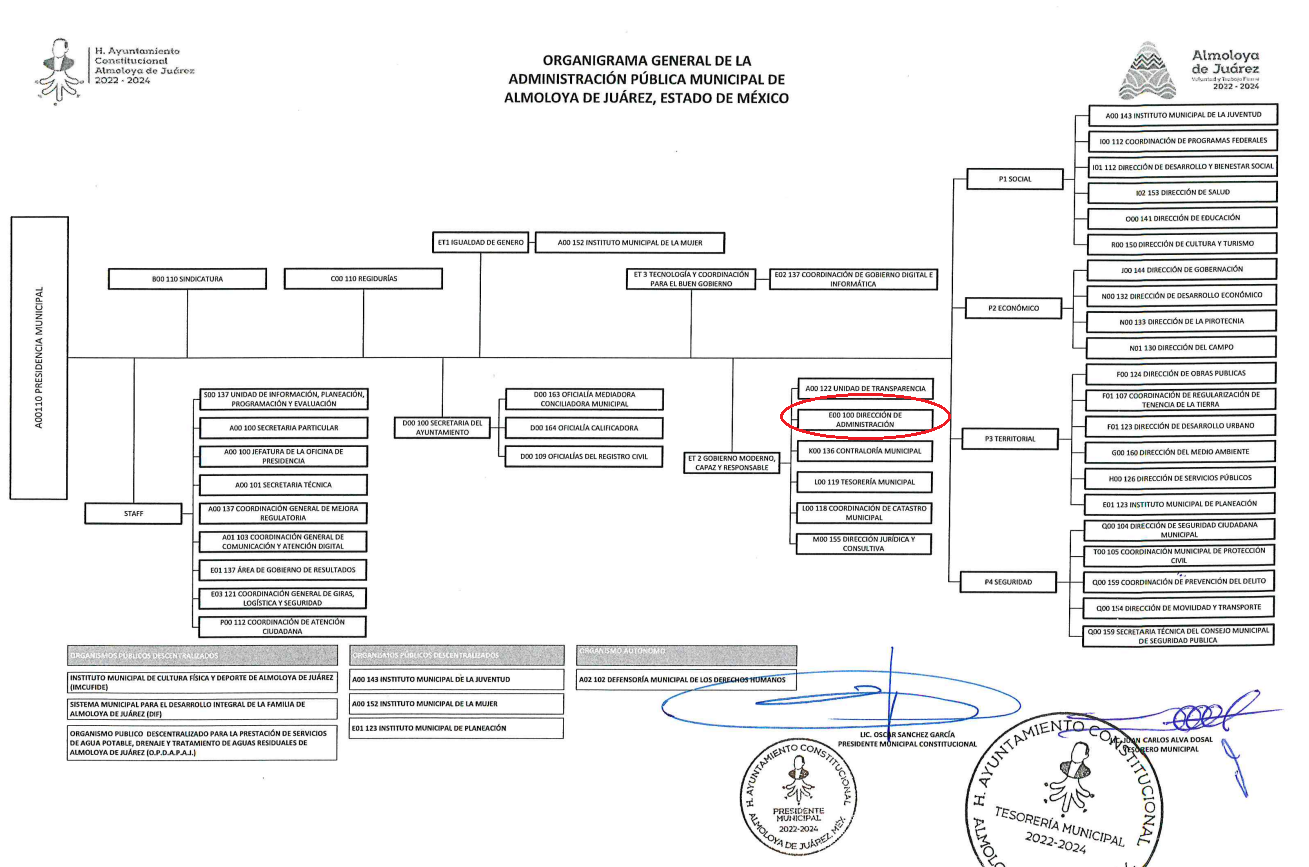 H. Ayuntamiento
Constitucional
Almoloya de Juárez
2022 - 2024
ORGANIGRAMA GENERAL DE LA
ADMINISTRACIÓN PÚBLICA MUNICIPAL DE
ALMOLOYA DE JUÁREZ, ESTADO DE MÉXICO
Almoloya
de Juárez
Voluntad y Trabajo Firme
2022 - 2024
A00110 PRESIDENCIA MUNICIPAL
B00 110 SINDICATURA
C00 110 REGIDURÍAS
ET1 IGUALDAD DE GENERO
A00 152 INSTITUTO MUNICIPAL DE LA MUJER
ET 3 TECNOLOGÍA Y COORDINACIÓN
PARA EL BUEN GOBIERNO
E02 137 COORDINACIÓN DE GOBIERNO DIGITAL E
INFORMÁTICA
STAFF
S00 137 UNIDAD DE INFORMACIÓN, PLANEACIÓN,
PROGRAMACIÓN Y EVALUACIÓN
A00 100 SECRETARIA PARTICULAR
A00 100 JEFATURA DE LA OFICINA DE
PRESIDENCIA
A00 101 SECRETARIA TÉCNICA
A00 137 COORDINACIÓN GENERAL DE MEJORA
REGULATORIA
A01 103 COORDINACIÓN GENERAL DE
COMUNICACIÓN Y ATENCIÓN DIGITAL
E01 137 ÁREA DE GOBIERNO DE RESULTADOS
E03 121 COORDINACIÓN GENERAL DE GIRAS,
LOGÍSTICA Y SEGURIDAD
P00 112 COORDINACIÓN DE ATENCIÓN
CIUDADANA
D00 100 SECRETARIA DEL
AYUNTAMIENTO
D00 163 OFICIALÍA MEDIADORA
CONCILIADORA MUNICIPAL
D00 164 OFICIALÍA CALIFICADORA
D00 109 OFICIALÍAS DEL REGISTRO CIVIL
ET 2 GOBIERNO MODERNO,
CAPAZ Y RESPONSABLE
A00 122 UNIDAD DE TRANSPARENCIA
E00 100 DIRECCIÓN DE
ADMINISTRACIÓN
K00 136 CONTRALORÍA MUNICIPAL
L00 119 TESORERÍA MUNICIPAL
L00 118 COORDINACIÓN DE CATASTRO
MUNICIPAL
M00 155 DIRECCIÓN JURÍDICA Y
CONSULTIVA
P1 SOCIAL
A00 143 INSTITUTO MUNICIPAL DE LA JUVENTUD
I00 112 COORDINACIÓN DE PROGRAMAS FEDERALES
I01 112 DIRECCIÓN DE DESARROLLO Y BIENESTAR SOCIAL
I02 153 DIRECCIÓN DE SALUD
O00 141 DIRECCIÓN DE EDUCACIÓN
R00 150 DIRECCIÓN DE CULTURA Y TURISMO
P2 ECONÓMICO
J00 144 DIRECCIÓN DE GOBERNACIÓN
N00 132 DIRECCIÓN DE DESARROLLO ECONÓMICO
N00 133 DIRECCIÓN DE LA PIROTECNIA
N01 130 DIRECCIÓN DEL CAMPO
P3 TERRITORIAL
F00 124 DIRECCIÓN DE OBRAS PUBLICAS
F01 107 COORDINACIÓN DE REGULARIZACIÓN DE
TENENCIA DE LA TIERRA
F01 123 DIRECCIÓN DE DESARROLLO URBANO
G00 160 DIRECCIÓN DEL MEDIO AMBIENTE
H00 126 DIRECCIÓN DE SERVICIOS PÚBLICOS
E01 123 INSTITUTO MUNICIPAL DE PLANEACIÓN
P4 SEGURIDAD
Q00 104 DIRECCIÓN DE SEGURIDAD CIUDADANA
MUNICIPAL
T00 105 COORDINACIÓN MUNICIPAL DE PROTECCIÓN
CIVIL
Q00 159 COORDINACIÓN DE PREVENCIÓN DEL DELITO
Q00 154 DIRECCIÓN DE MOVILIDAD Y TRANSPORTE
Q00 159 SECRETARIA TÉCNICA DEL CONSEJO MUNICIPAL
DE SEGURIDAD PUBLICA
ORGANISMOS PÚBLICOS DESCENTRALIZADOS
INSTITUTO MUNICIPAL DE CULTURA FÍSICA Y DEPORTE DE ALMOLOYA DE JUÁREZ
(IMCUFIDE)
SISTEMA MUNICIPAL PARA EL DESARROLLO INTEGRAL DE LA FAMILIA DE
ALMOLOYA DE JUÁREZ (DIF)
ORGANISMO PUBLICO DESCENTRALIZADO PARA LA PRESTACIÓN DE SERVICIOS
DE AGUA POTABLE, DRENAJE Y TRATAMIENTO DE AGUAS RESIDUALES DE
ALMOLOYA DE JUÁREZ (O.P.D.A.P.A.J.)
ORGANISMOS PÚBLICOS DESCENTRALIZADOS
A00 143 INSTITUTO MUNICIPAL DE LA JUVENTUD
A00 152 INSTITUTO MUNICIPAL DE LA MUJER
E01 123 INSTITUTO MUNICIPAL DE PLANEACIÓN
ORGANISMO AUTONOMO
A02 102 DEFENSORÍA MUNICIPAL DE LOS DERECHOS HUMANOS
LIC. OSCAR SANCHEZ GARCÍA
PRESIDENTE MUNICIPAL CONSTITUCIONAL
JUAN CARLOS ALVA DOSAL
TESORERO MUNICIPAL
H. AYUNTAMIENTO CONSTITUCIONAL
PRESIDENTE
MUNICIPAL
2022-2024
ALMOLOYA DE JUÁREZ, MÉX.
H. AYUNTAMIENTO CONSTITUCIONAL
TESORERÍA MUNICIPAL
2022-2024